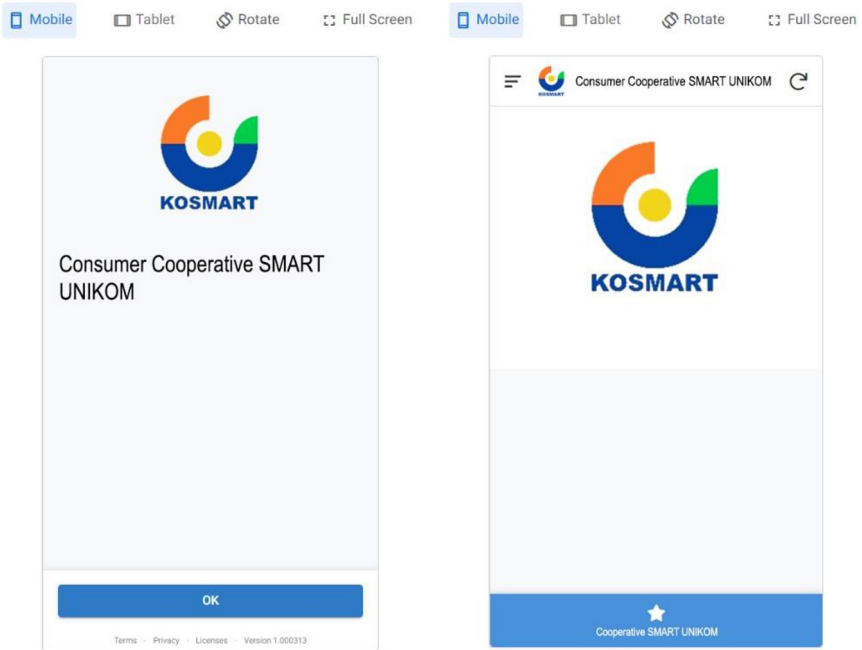 Mobile Tablet Rotate Full Screen
KOSMART
Consumer Cooperative SMART
UNIKOM
OK
Terms · Privacy · Licenses · Version 1.000313
Mobile Tablet Rotate Full Screen
KOSMART Consumer Cooperative SMART UNIKOM
KOSMART
Cooperative SMART UNIKOM